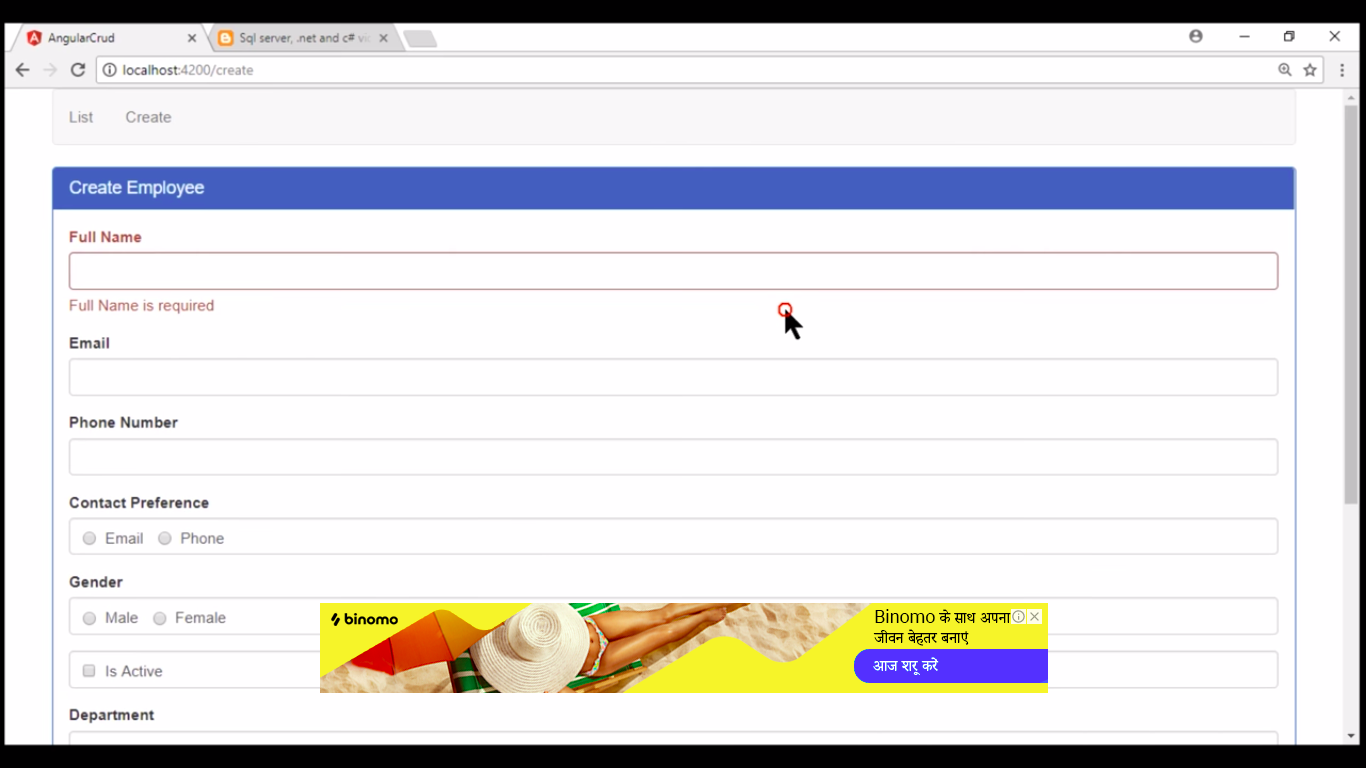 AngularCrud
Sql server, .net and c# vi
localhost:4200/create
List Create
Create Employee
Full Name
Full Name is required
Email
Phone Number
Contact Preference
Email Phone
Gender
Male Female
binomo
Binomo के साथ अपना
जीवन बेहतर बनाएं
आज शरू करे
Is Active
Department